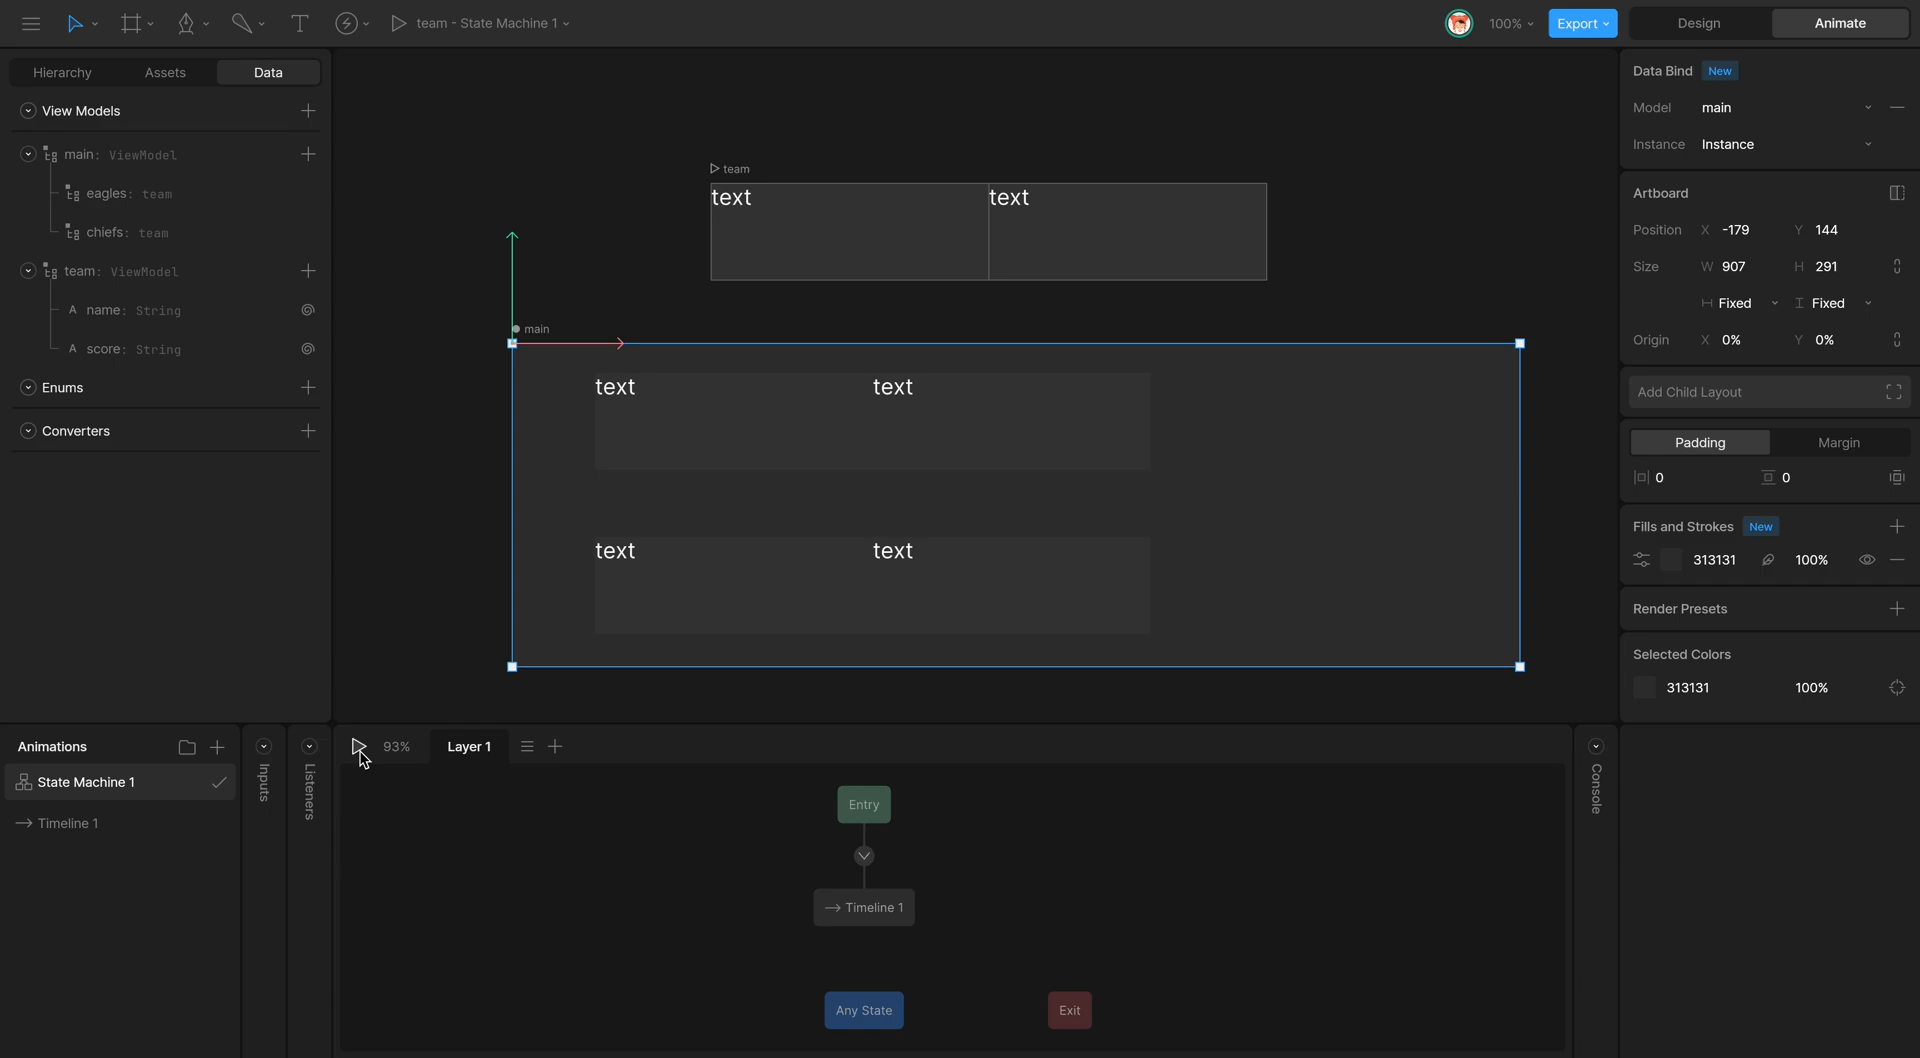 team - State Machine 1
100%
Export
Design
Animate
Hierarchy
Assets
Data
View Models
main: ViewModel
eagles: team
chiefs: team
team: ViewModel
A name: String
A score: String
Enums
Converters
team
text
text
main
text
text
text
text
Data Bind New
Model main
Instance Instance
Artboard
Position X -179 Y 144
Size W 907 H 291
Fixed Fixed
Origin X 0% Y 0%
Add Child Layout
Padding
Margin
0 0
Fills and Strokes New
313131 100%
Render Presets
Selected Colors
313131 100%
Animations
State Machine 1
Timeline 1
Inputs
Listeners
93%
Layer 1
Entry
Timeline 1
Any State
Exit
Console